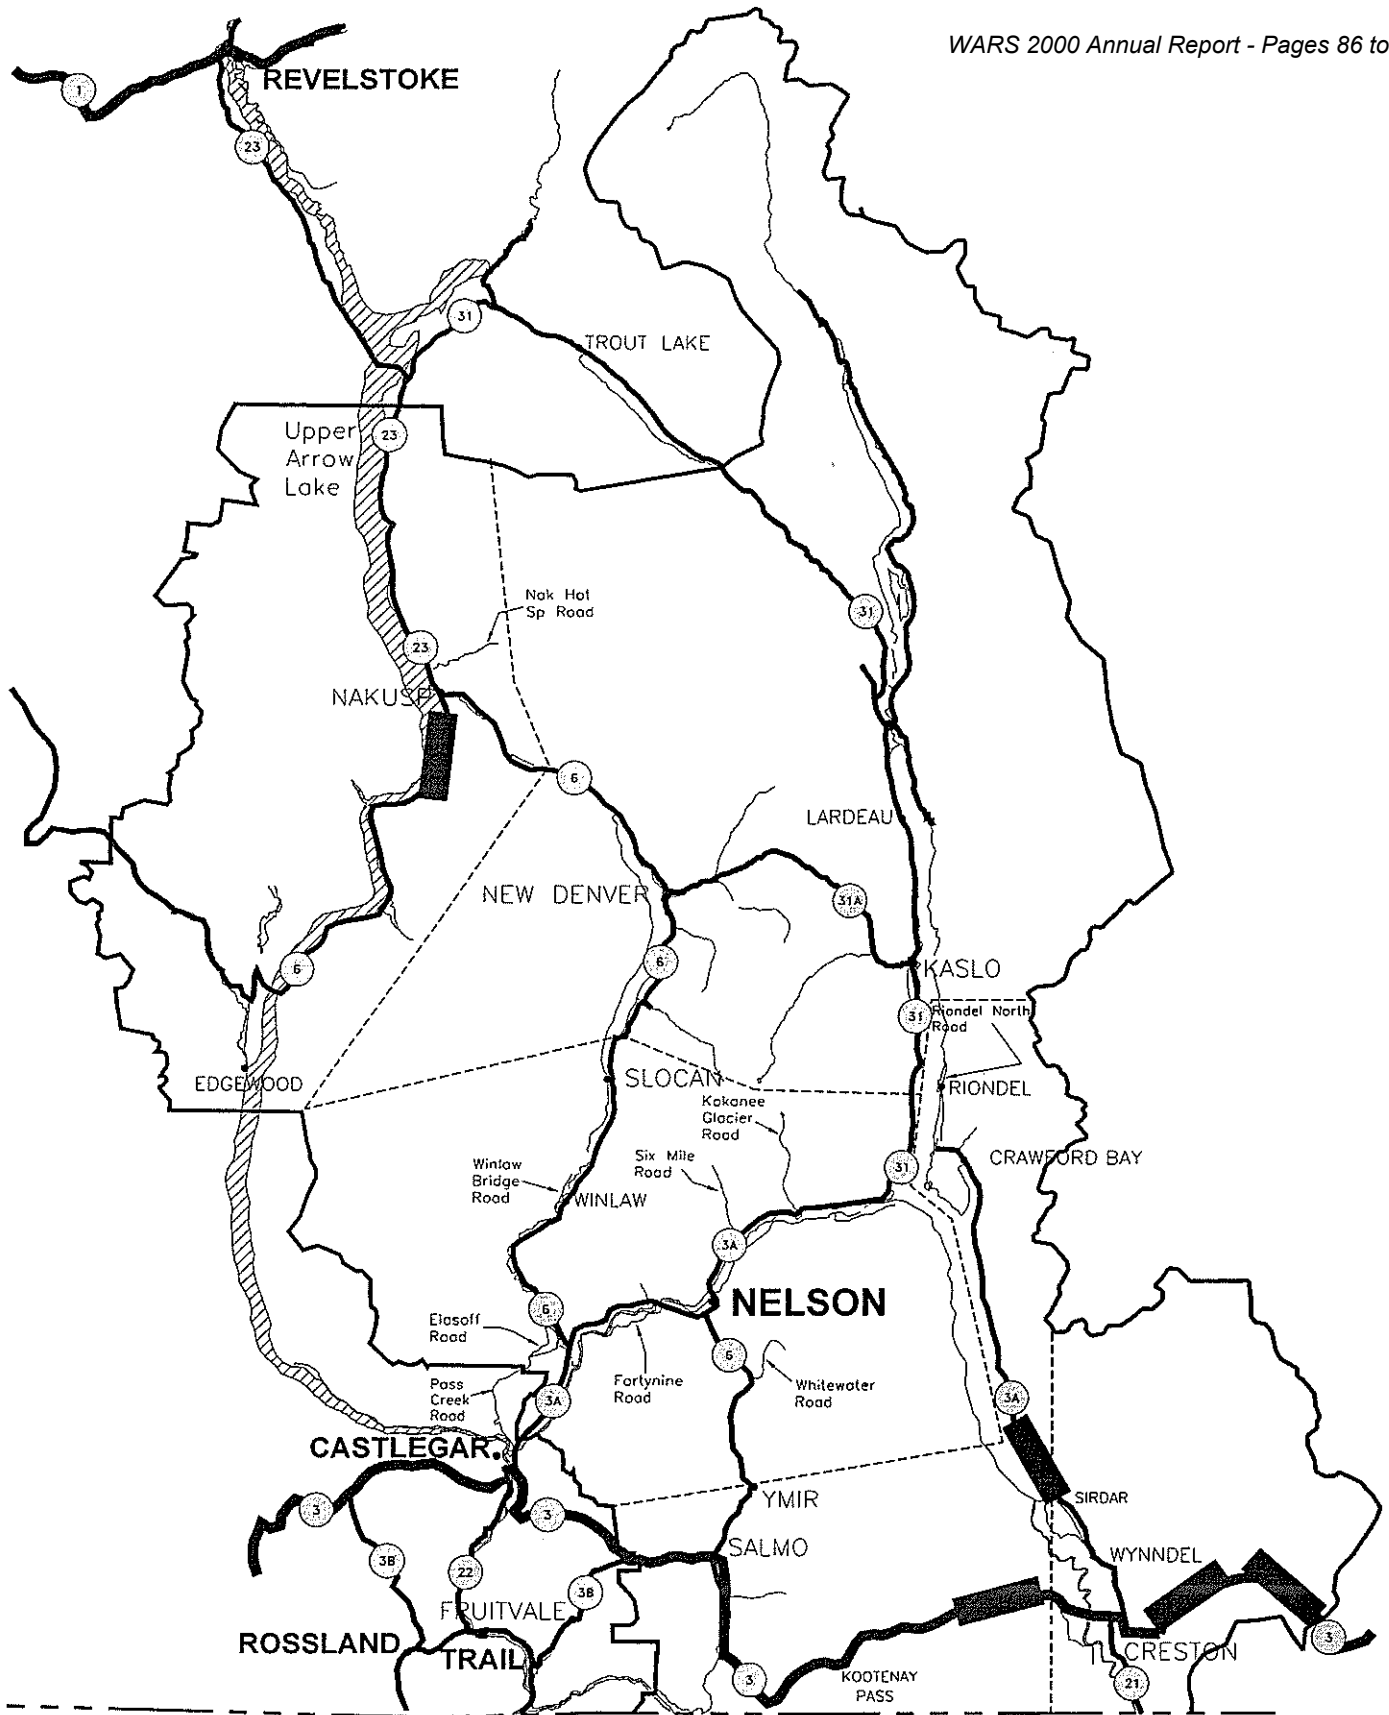 WARS 2000 Annual Report - Pages 86 to
REVELSTOKE
1
23
31
TROUT LAKE
Upper
Arrow
Lake
23
Nak Hot
Sp Road
31
23
NAKUSP
6
LARDEAU
NEW DENVER
31A
6
6
KASLO
31
Riondel North
Road
EDGEWOOD
SLOCAN
RIONDEL
Kokanee
Glacier
Road
Six Mile
Road
31
CRAWFORD BAY
Winlaw
Bridge
Road
WINLAW
3A
NELSON
6
Elasoff
Road
6
Pass
Creek
Road
Fortynine
Road
Whitewater
Road
3A
3A
CASTLEGAR.
YMIR
SIRDAR
3
3
SALMO
WYNNDEL
3B
22
3B
FRUITVALE
ROSSLAND
TRAIL
3
CRESTON
3
KOOTENAY
PASS
21